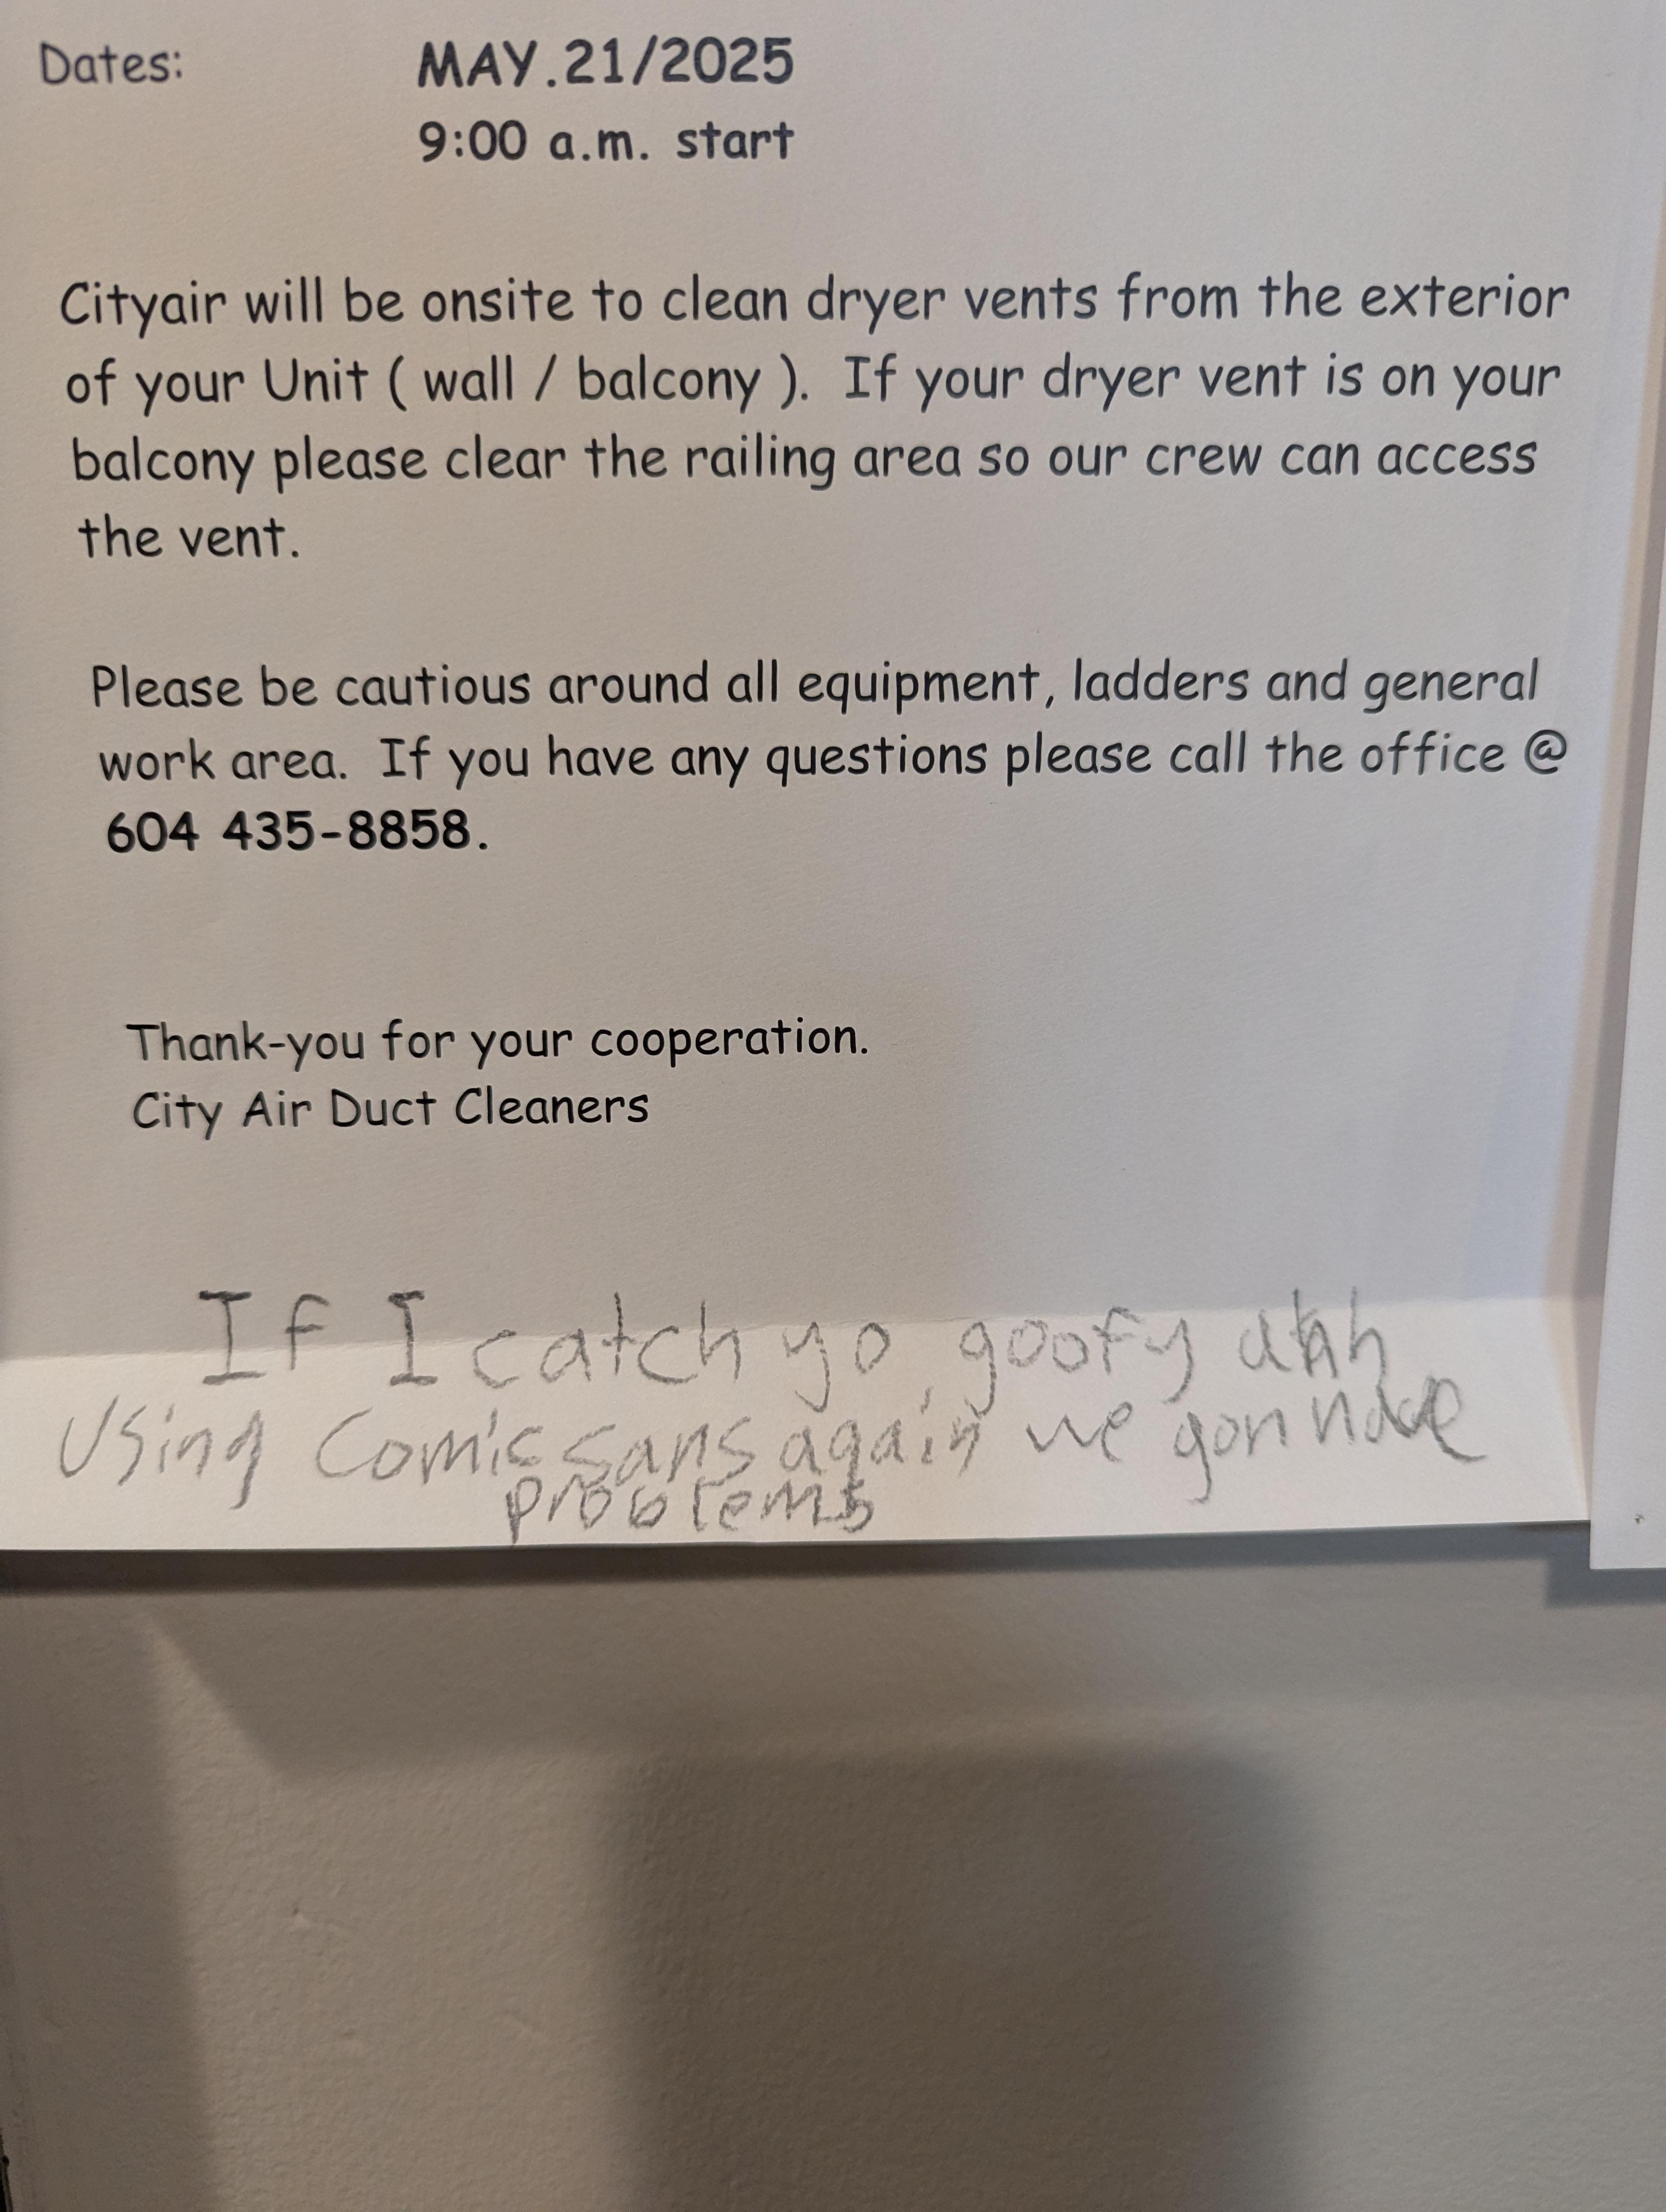 Dates: MAY.21/2025
9:00 a.m. start
Cityair will be onsite to clean dryer vents from the exterior
of your Unit ( wall / balcony ). If your dryer vent is on your
balcony please clear the railing area so our crew can access
the vent.
Please be cautious around all equipment, ladders and general
work area. If you have any questions please call the office @
604 435-8858.
Thank-you for your cooperation.
City Air Duct Cleaners
If I catch yo goofy ahh
Using Comic sans again we gon have
problems